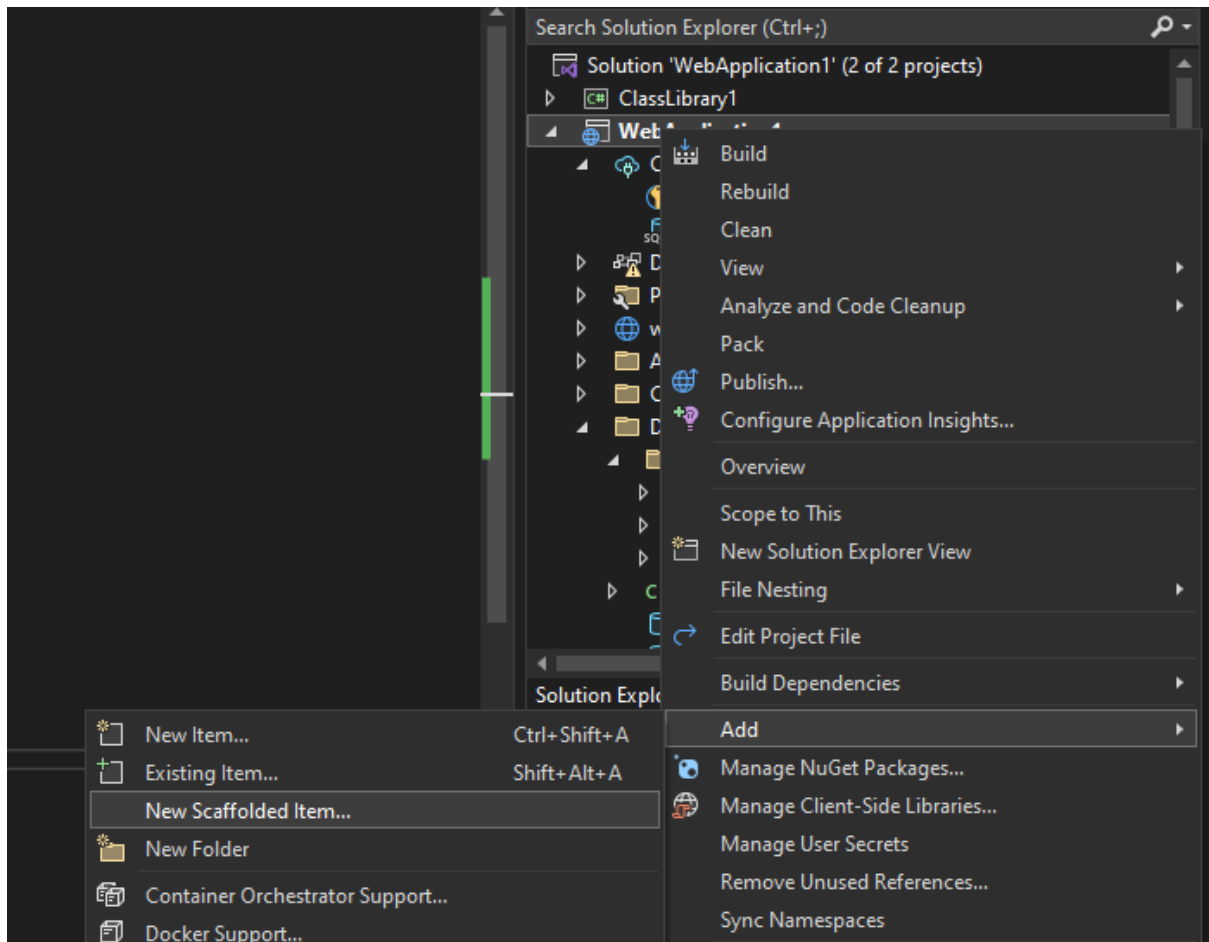 Search Solution Explorer (Ctrl+;)
Solution 'WebApplication1' (2 of 2 projects)
C# ClassLibrary1
Build
Rebuild
Clean
View
Analyze and Code Cleanup
Pack
Publish...
Configure Application Insights...
Overview
Scope to This
New Solution Explorer View
File Nesting
Edit Project File
Build Dependencies
Solution Explo
Add
Manage NuGet Packages...
Manage Client-Side Libraries...
Manage User Secrets
Remove Unused References...
Sync Namespaces
New Item... Ctrl+Shift+A
Existing Item... Shift+Alt+A
New Scaffolded Item...
New Folder
Container Orchestrator Support...
Docker Support...